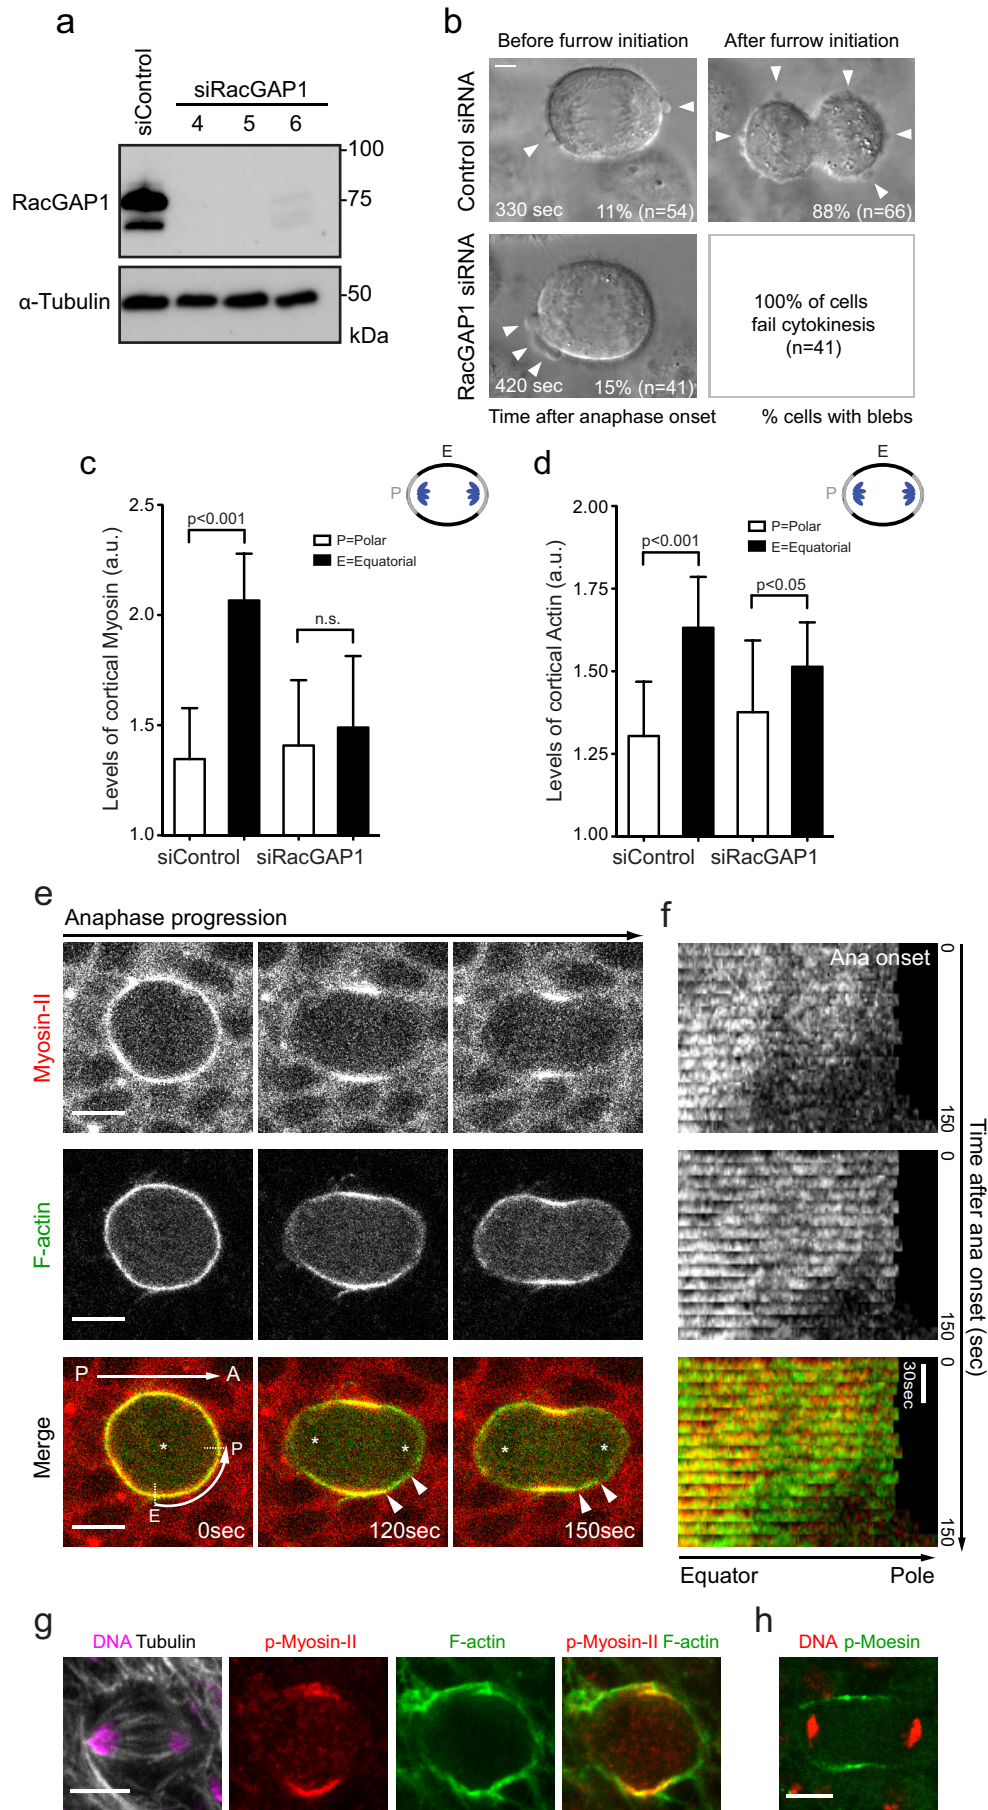 a
siControl
siRacGAP1
4 5 6
RacGAP1
100
75
α-Tubulin
50
kDa
b
Before furrow initiation
After furrow initiation
Control siRNA
330 sec
11% (n=54)
88% (n=66)
RacGAP1 siRNA
420 sec
15% (n=41)
100% of cells
fail cytokinesis
(n=41)
Time after anaphase onset
% cells with blebs
c
E
P
Levels of cortical Myosin (a.u.)
2.5
2.0
1.5
1.0
p<0.001
n.s.
P=Polar
E=Equatorial
siControl
siRacGAP1
d
E
P
Levels of cortical Actin (a.u.)
2.00
1.75
1.50
1.25
1.00
p<0.001
p<0.05
P=Polar
E=Equatorial
siControl
siRacGAP1
e
Anaphase progression
Myosin-II
F-actin
Merge
P
A
*
P
E
0sec
* *
120sec
* *
150sec
f
Ana onset
0
150
0
150
0
30sec
150
Time after ana onset (sec)
Equator
Pole
g
DNA Tubulin
p-Myosin-II
F-actin
p-Myosin-II F-actin
h
DNA p-Moesin